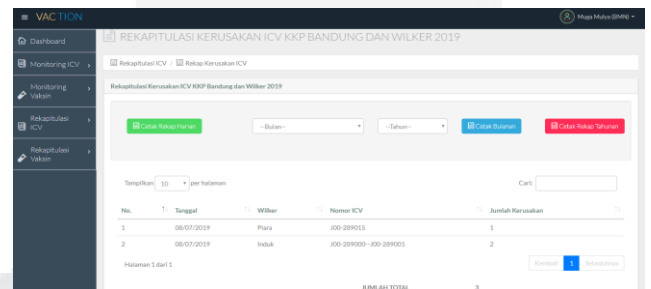 VACTION
Muga Mulya (BMN)
Dashboard
Monitoring ICV
Monitoring Vaksin
Rekapitulasi ICV
Rekapitulasi Vaksin
REKAPITULASI KERUSAKAN ICV KKP BANDUNG DAN WILKER 2019
Rekapitulasi ICV / Rekap Kerusakan ICV
Rekapitulasi Kerusakan ICV KKP Bandung dan Wilker 2019
Cetak Rekap Harian --Bulan-- --Tahun-- Cetak Bulanan Cetak Rekap Tahunan
Tampilkan 10 per halaman Cari:
No. Tanggal Wilker Nomor ICV Jumlah Kerusakan
1 08/07/2019 Piara J00-289015 1
2 08/07/2019 Induk J00-289000--J00-289001 2
Halaman 1 dari 1 Kembali 1 Selanjutnya
JUMLAH TOTAL 3